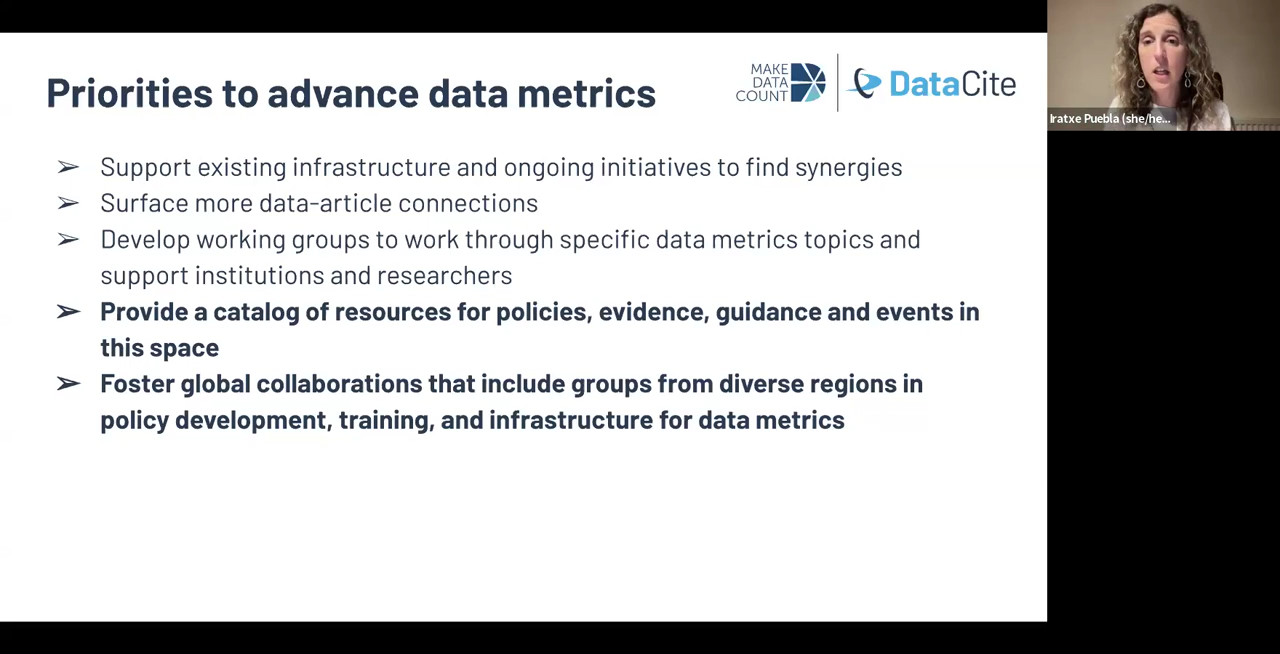 Priorities to advance data metrics
MAKE
DATA
COUNT
DataCite
Iratxe Puebla (she/he...
➢ Support existing infrastructure and ongoing initiatives to find synergies
➢ Surface more data-article connections
➢ Develop working groups to work through specific data metrics topics and
support institutions and researchers
➢ Provide a catalog of resources for policies, evidence, guidance and events in
this space
➢ Foster global collaborations that include groups from diverse regions in
policy development, training, and infrastructure for data metrics